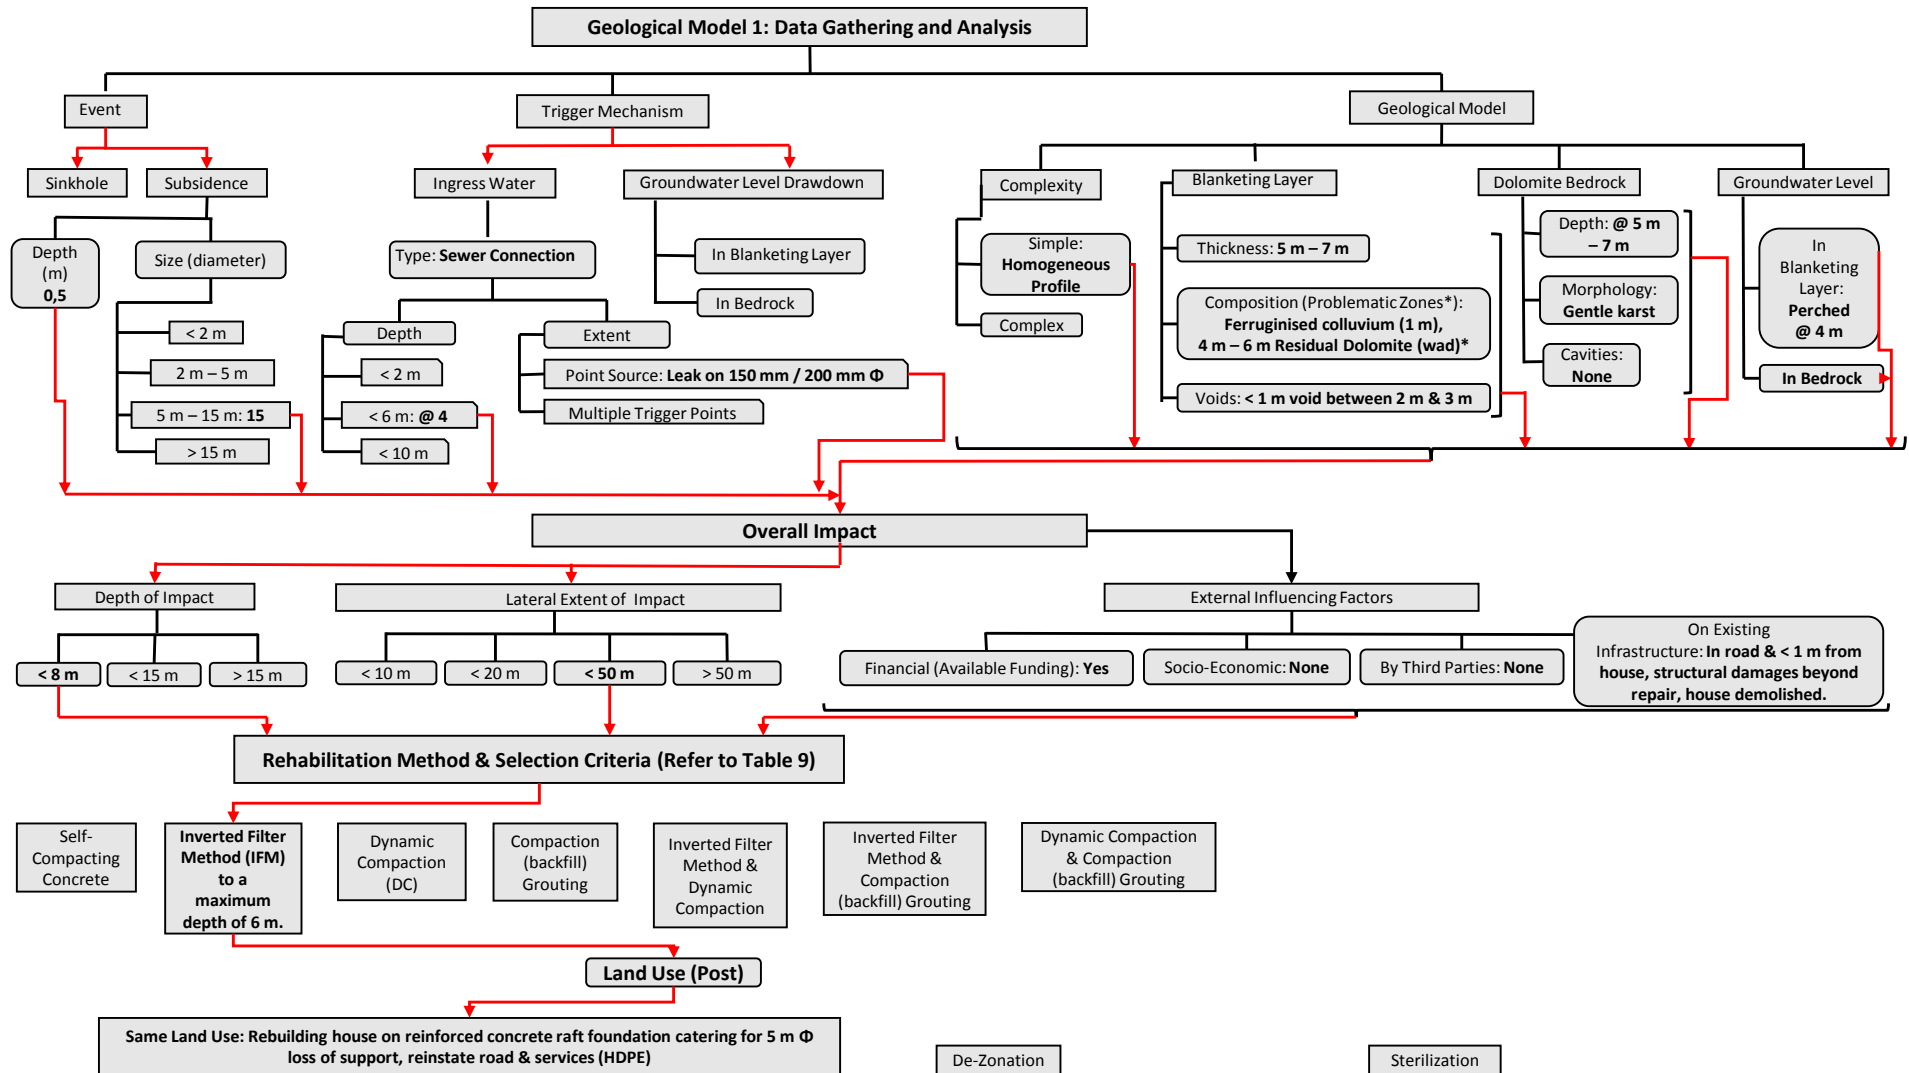 Geological Model 1: Data Gathering and Analysis
Event
Trigger Mechanism
Geological Model
Sinkhole
Subsidence
Ingress Water
Groundwater Level Drawdown
Complexity
Blanketing Layer
Dolomite Bedrock
Groundwater Level
Depth
(m)
0,5
Size (diameter)
< 2 m
2 m – 5 m
5 m – 15 m: 15
> 15 m
Type: Sewer Connection
Depth
< 2 m
< 6 m: @ 4
< 10 m
Extent
Point Source: Leak on 150 mm / 200 mm Φ
Multiple Trigger Points
In Blanketing Layer
In Bedrock
Simple:
Homogeneous
Profile
Complex
Thickness: 5 m – 7 m
Composition (Problematic Zones*):
Ferruginised colluvium (1 m),
4 m – 6 m Residual Dolomite (wad)*
Voids: < 1 m void between 2 m & 3 m
Depth: @ 5 m
– 7 m
Morphology:
Gentle karst
Cavities:
None
In
Blanketing
Layer:
Perched
@ 4 m
In Bedrock
Overall Impact
Depth of Impact
Lateral Extent of Impact
External Influencing Factors
< 8 m
< 15 m
> 15 m
< 10 m
< 20 m
< 50 m
> 50 m
Financial (Available Funding): Yes
Socio-Economic: None
By Third Parties: None
On Existing
Infrastructure: In road & < 1 m from
house, structural damages beyond
repair, house demolished.
Rehabilitation Method & Selection Criteria (Refer to Table 9)
Self-
Compacting
Concrete
Inverted Filter
Method (IFM)
to a
maximum
depth of 6 m.
Dynamic
Compaction
(DC)
Compaction
(backfill)
Grouting
Inverted Filter
Method &
Dynamic
Compaction
Inverted Filter
Method &
Compaction
(backfill) Grouting
Dynamic Compaction
& Compaction
(backfill) Grouting
Land Use (Post)
Same Land Use: Rebuilding house on reinforced concrete raft foundation catering for 5 m Φ
loss of support, reinstate road & services (HDPE)
De-Zonation
Sterilization